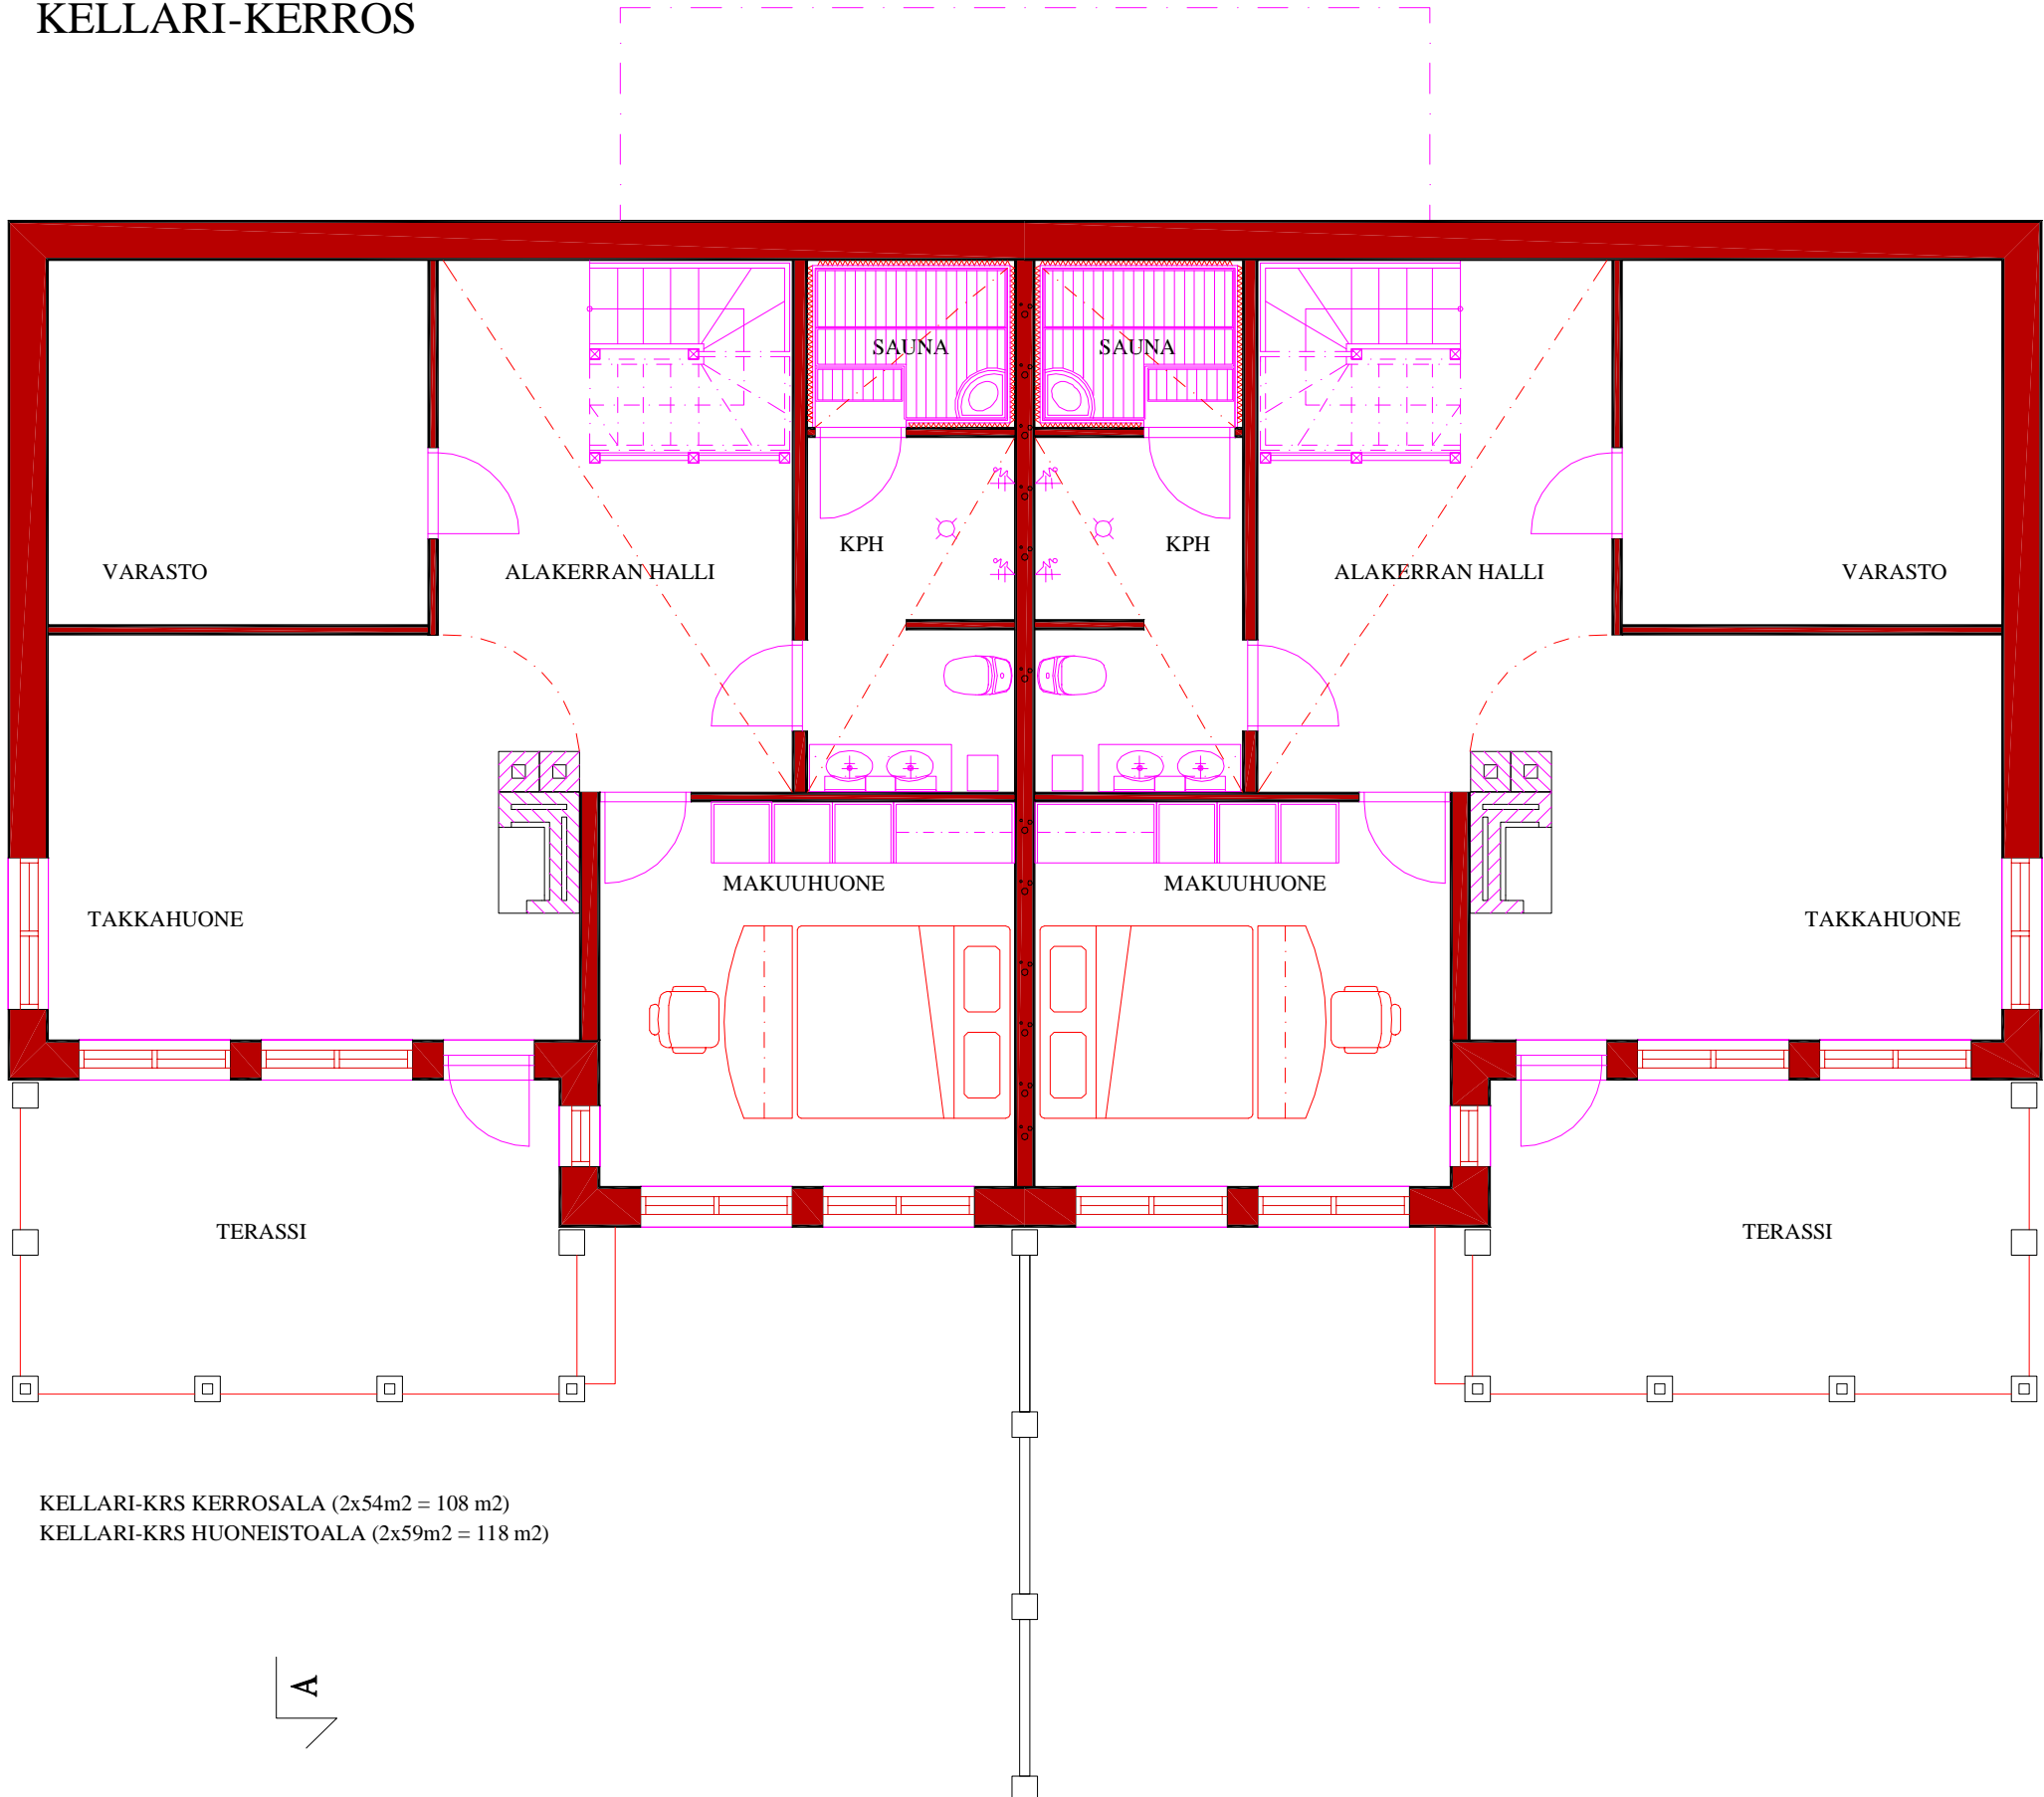 KELLARI-KERROS
SAUNA SAUNA
KPH KPH
VARASTO ALAKERRAN HALLI ALAKERRAN HALLI VARASTO
MAKUUHUONE MAKUUHUONE
TAKKAHUONE TAKKAHUONE
TERASSI TERASSI
KELLARI-KRS KERROSALA (2x54m2 = 108 m2)
KELLARI-KRS HUONEISTOALA (2x59m2 = 118 m2)
A